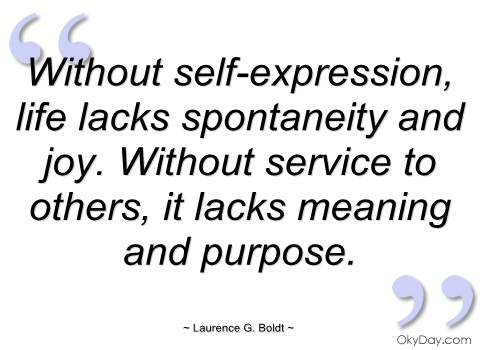 Without self-expression,
life lacks spontaneity and
joy. Without service to
others, it lacks meaning
and purpose.
~ Laurence G. Boldt ~
OkyDay.com